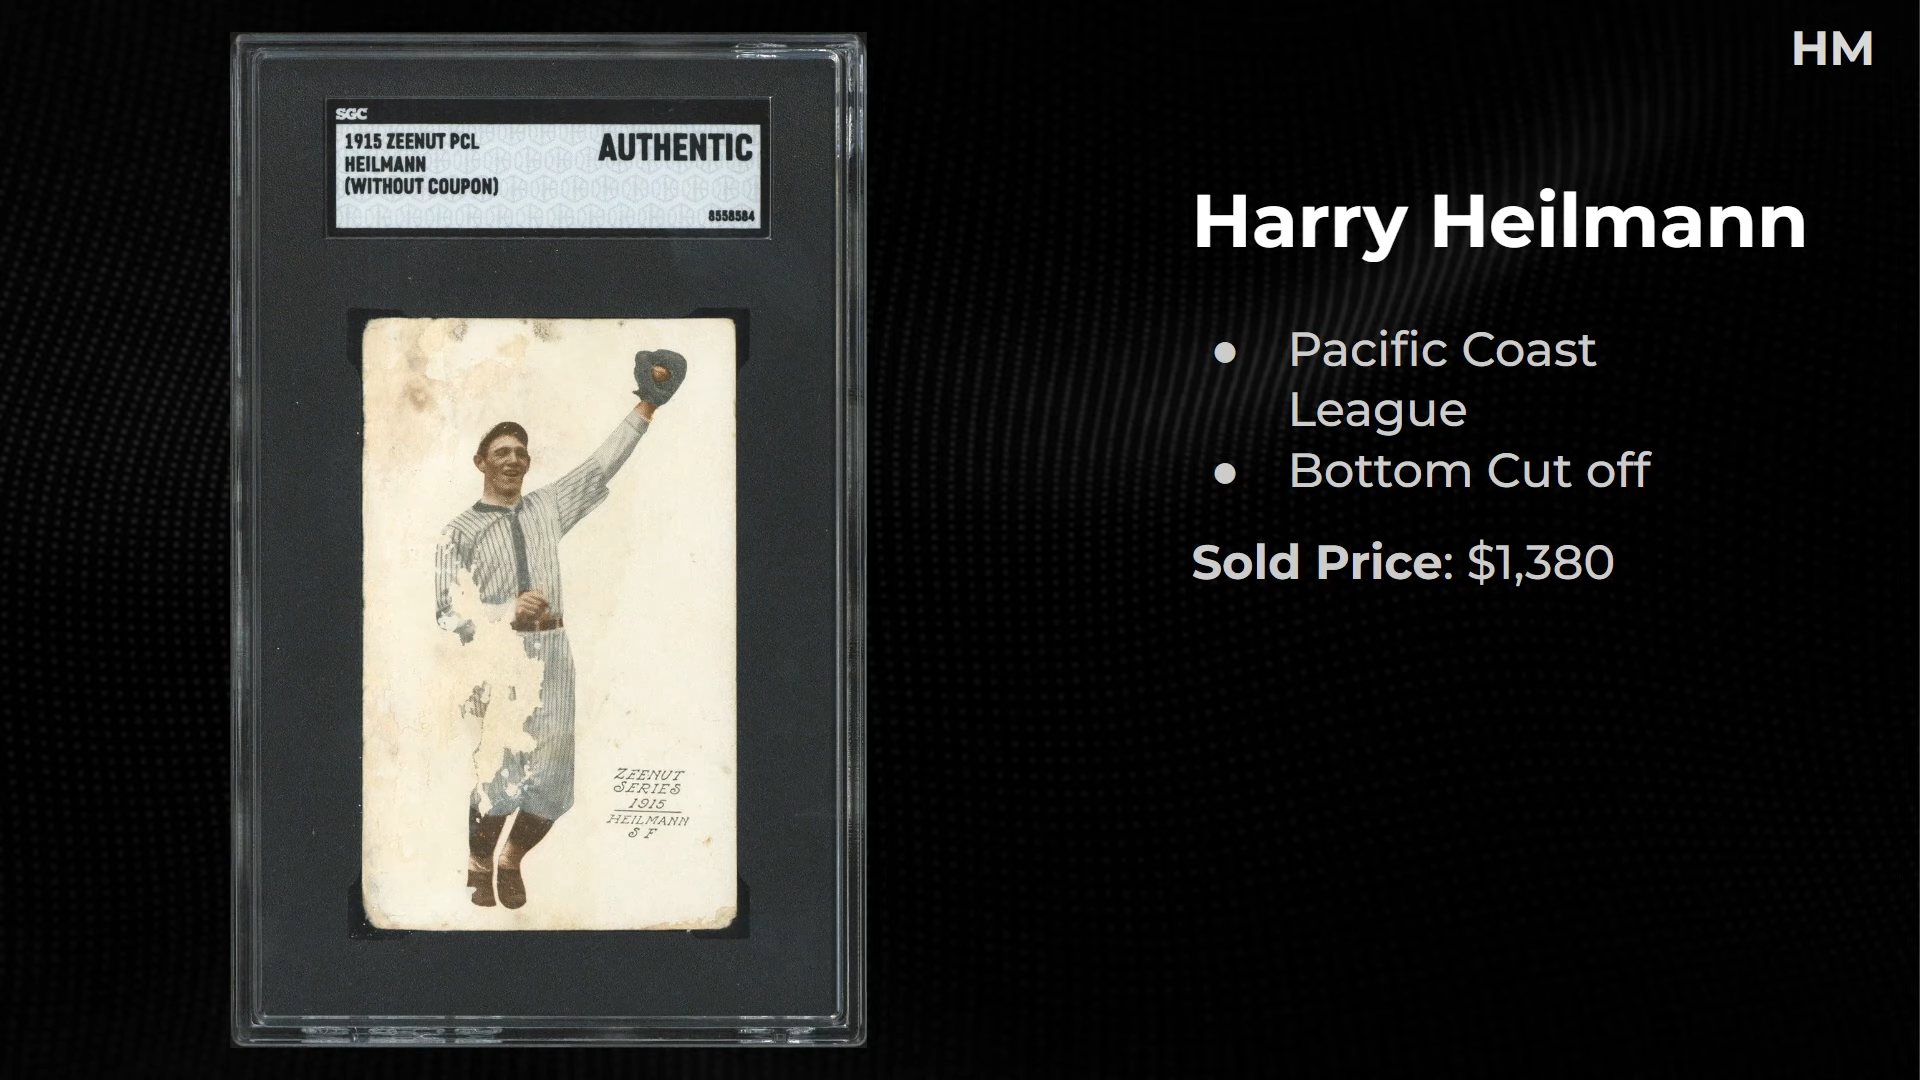 HM
SGC
1915 ZEENUT PCL
HEILMANN
(WITHOUT COUPON)
AUTHENTIC
8558584
ZEENUT
SERIES
1915
HEILMANN
S F
Harry Heilmann
● Pacific Coast
League
● Bottom Cut off
Sold Price: $1,380